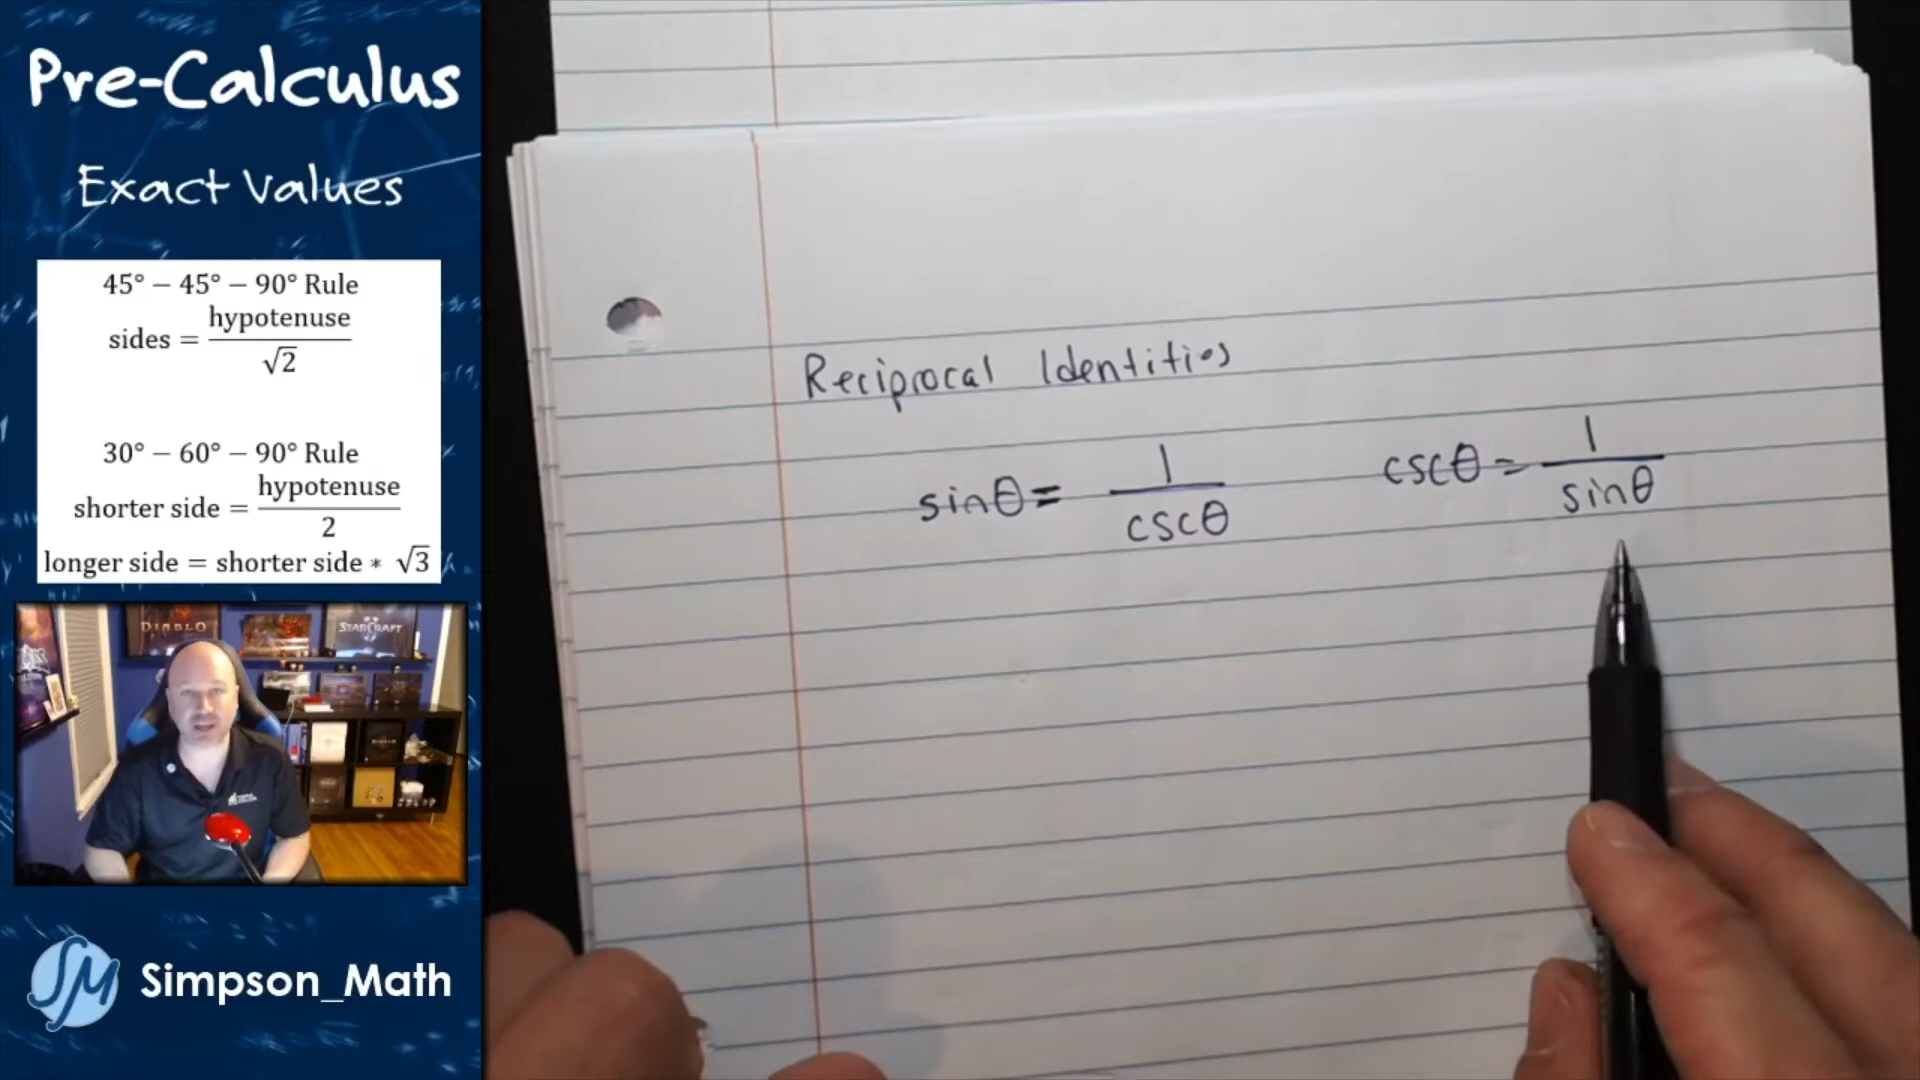 Pre-Calculus
Exact Values
45° − 45° − 90° Rule
sides = hypotenuse / √2
30° − 60° − 90° Rule
shorter side = hypotenuse / 2
longer side = shorter side * √3
DIABLO
STARCRAFT
SM Simpson_Math
Reciprocal Identities
sinθ = 1 / cscθ
cscθ = 1 / sinθ